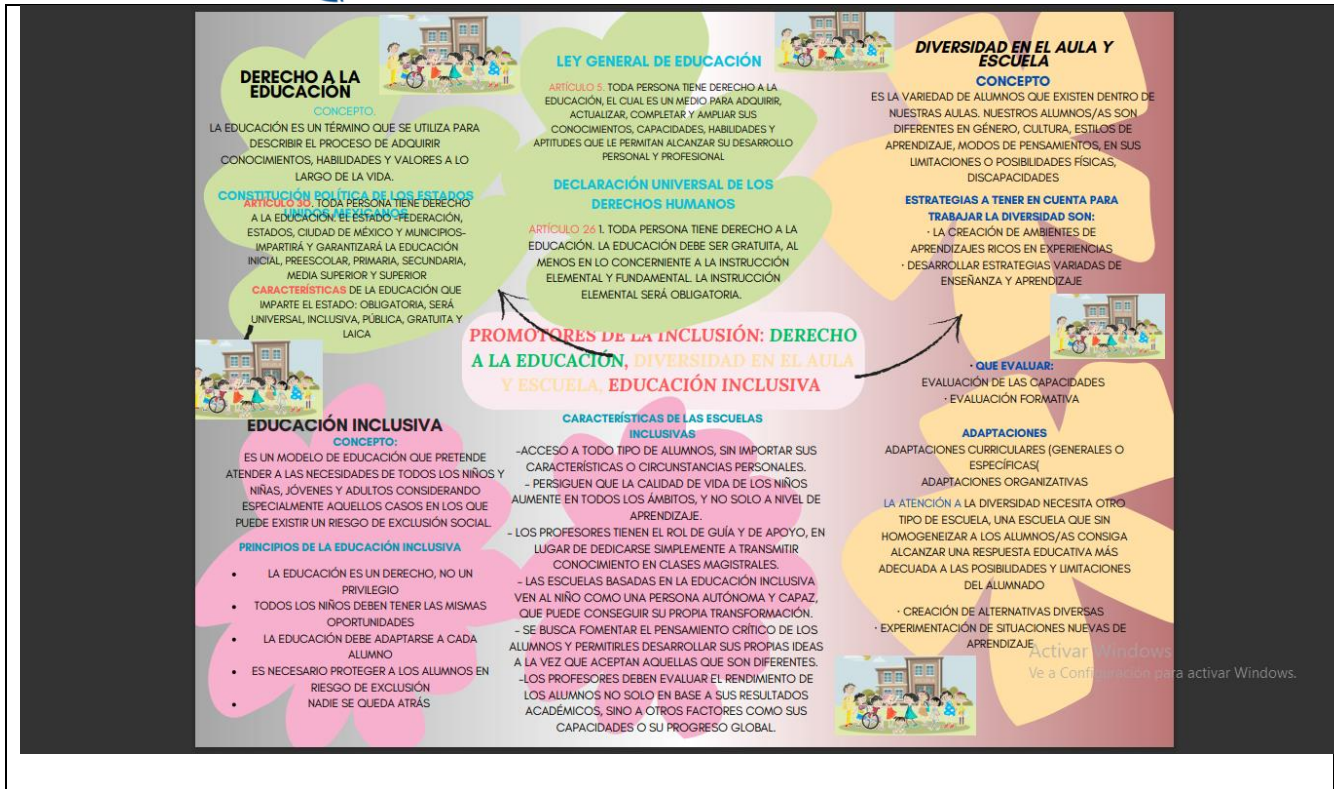 DERECHO A LA
EDUCACIÓN
CONCEPTO.
LA EDUCACIÓN ES UN TÉRMINO QUE SE UTILIZA PARA
DESCRIBIR EL PROCESO DE ADQUIRIR
CONOCIMIENTOS, HABILIDADES Y VALORES A LO
LARGO DE LA VIDA.
CONSTITUCIÓN POLÍTICA DE LOS ESTADOS
UNIDOS MEXICANOS
ARTÍCULO 3O. TODA PERSONA TIENE DERECHO
A LA EDUCACIÓN. EL ESTADO -FEDERACIÓN,
ESTADOS, CIUDAD DE MÉXICO Y MUNICIPIOS-
IMPARTIRÁ Y GARANTIZARÁ LA EDUCACIÓN
INICIAL, PREESCOLAR, PRIMARIA, SECUNDARIA,
MEDIA SUPERIOR Y SUPERIOR
CARACTERÍSTICAS DE LA EDUCACIÓN QUE
IMPARTE EL ESTADO: OBLIGATORIA, SERÁ
UNIVERSAL, INCLUSIVA, PÚBLICA, GRATUITA Y
LAICA
LEY GENERAL DE EDUCACIÓN
ARTÍCULO 5. TODA PERSONA TIENE DERECHO A LA
EDUCACIÓN, EL CUAL ES UN MEDIO PARA ADQUIRIR,
ACTUALIZAR, COMPLETAR Y AMPLIAR SUS
CONOCIMIENTOS, CAPACIDADES, HABILIDADES Y
APTITUDES QUE LE PERMITAN ALCANZAR SU DESARROLLO
PERSONAL Y PROFESIONAL
DECLARACIÓN UNIVERSAL DE LOS
DERECHOS HUMANOS
ARTÍCULO 26 1. TODA PERSONA TIENE DERECHO A LA
EDUCACIÓN. LA EDUCACIÓN DEBE SER GRATUITA, AL
MENOS EN LO CONCERNIENTE A LA INSTRUCCIÓN
ELEMENTAL Y FUNDAMENTAL. LA INSTRUCCIÓN
ELEMENTAL SERÁ OBLIGATORIA.
DIVERSIDAD EN EL AULA Y
ESCUELA
CONCEPTO
ES LA VARIEDAD DE ALUMNOS QUE EXISTEN DENTRO DE
NUESTRAS AULAS. NUESTROS ALUMNOS/AS SON
DIFERENTES EN GÉNERO, CULTURA, ESTILOS DE
APRENDIZAJE, MODOS DE PENSAMIENTOS, EN SUS
LIMITACIONES O POSIBILIDADES FÍSICAS,
DISCAPACIDADES
ESTRATEGIAS A TENER EN CUENTA PARA
TRABAJAR LA DIVERSIDAD SON:
· LA CREACIÓN DE AMBIENTES DE
APRENDIZAJES RICOS EN EXPERIENCIAS
· DESARROLLAR ESTRATEGIAS VARIADAS DE
ENSEÑANZA Y APRENDIZAJE
PROMOTORES DE LA INCLUSIÓN: DERECHO
A LA EDUCACIÓN, DIVERSIDAD EN EL AULA
Y ESCUELA, EDUCACIÓN INCLUSIVA
· QUE EVALUAR:
EVALUACIÓN DE LAS CAPACIDADES
· EVALUACIÓN FORMATIVA
ADAPTACIONES
ADAPTACIONES CURRICULARES (GENERALES O
ESPECÍFICAS(
ADAPTACIONES ORGANIZATIVAS
LA ATENCIÓN A LA DIVERSIDAD NECESITA OTRO
TIPO DE ESCUELA, UNA ESCUELA QUE SIN
HOMOGENEIZAR A LOS ALUMNOS/AS CONSIGA
ALCANZAR UNA RESPUESTA EDUCATIVA MÁS
ADECUADA A LAS POSIBILIDADES Y LIMITACIONES
DEL ALUMNADO
· CREACIÓN DE ALTERNATIVAS DIVERSAS
· EXPERIMENTACIÓN DE SITUACIONES NUEVAS DE
APRENDIZAJE
EDUCACIÓN INCLUSIVA
CONCEPTO:
ES UN MODELO DE EDUCACIÓN QUE PRETENDE
ATENDER A LAS NECESIDADES DE TODOS LOS NIÑOS Y
NIÑAS, JÓVENES Y ADULTOS CONSIDERANDO
ESPECIALMENTE AQUELLOS CASOS EN LOS QUE
PUEDE EXISTIR UN RIESGO DE EXCLUSIÓN SOCIAL.
PRINCIPIOS DE LA EDUCACIÓN INCLUSIVA
• LA EDUCACIÓN ES UN DERECHO, NO UN
PRIVILEGIO
• TODOS LOS NIÑOS DEBEN TENER LAS MISMAS
OPORTUNIDADES
• LA EDUCACIÓN DEBE ADAPTARSE A CADA
ALUMNO
• ES NECESARIO PROTEGER A LOS ALUMNOS EN
RIESGO DE EXCLUSIÓN
• NADIE SE QUEDA ATRÁS
CARACTERÍSTICAS DE LAS ESCUELAS
INCLUSIVAS
-ACCESO A TODO TIPO DE ALUMNOS, SIN IMPORTAR SUS
CARACTERÍSTICAS O CIRCUNSTANCIAS PERSONALES.
- PERSIGUEN QUE LA CALIDAD DE VIDA DE LOS NIÑOS
AUMENTE EN TODOS LOS ÁMBITOS, Y NO SOLO A NIVEL DE
APRENDIZAJE.
- LOS PROFESORES TIENEN EL ROL DE GUÍA Y DE APOYO, EN
LUGAR DE DEDICARSE SIMPLEMENTE A TRANSMITIR
CONOCIMIENTO EN CLASES MAGISTRALES.
- LAS ESCUELAS BASADAS EN LA EDUCACIÓN INCLUSIVA
VEN AL NIÑO COMO UNA PERSONA AUTÓNOMA Y CAPAZ,
QUE PUEDE CONSEGUIR SU PROPIA TRANSFORMACIÓN.
- SE BUSCA FOMENTAR EL PENSAMIENTO CRÍTICO DE LOS
ALUMNOS Y PERMITIRLES DESARROLLAR SUS PROPIAS IDEAS
A LA VEZ QUE ACEPTAN AQUELLAS QUE SON DIFERENTES.
-LOS PROFESORES DEBEN EVALUAR EL RENDIMIENTO DE
LOS ALUMNOS NO SOLO EN BASE A SUS RESULTADOS
ACADÉMICOS, SINO A OTROS FACTORES COMO SUS
CAPACIDADES O SU PROGRESO GLOBAL.
Activar Windows
Ve a Configuración para activar Windows.